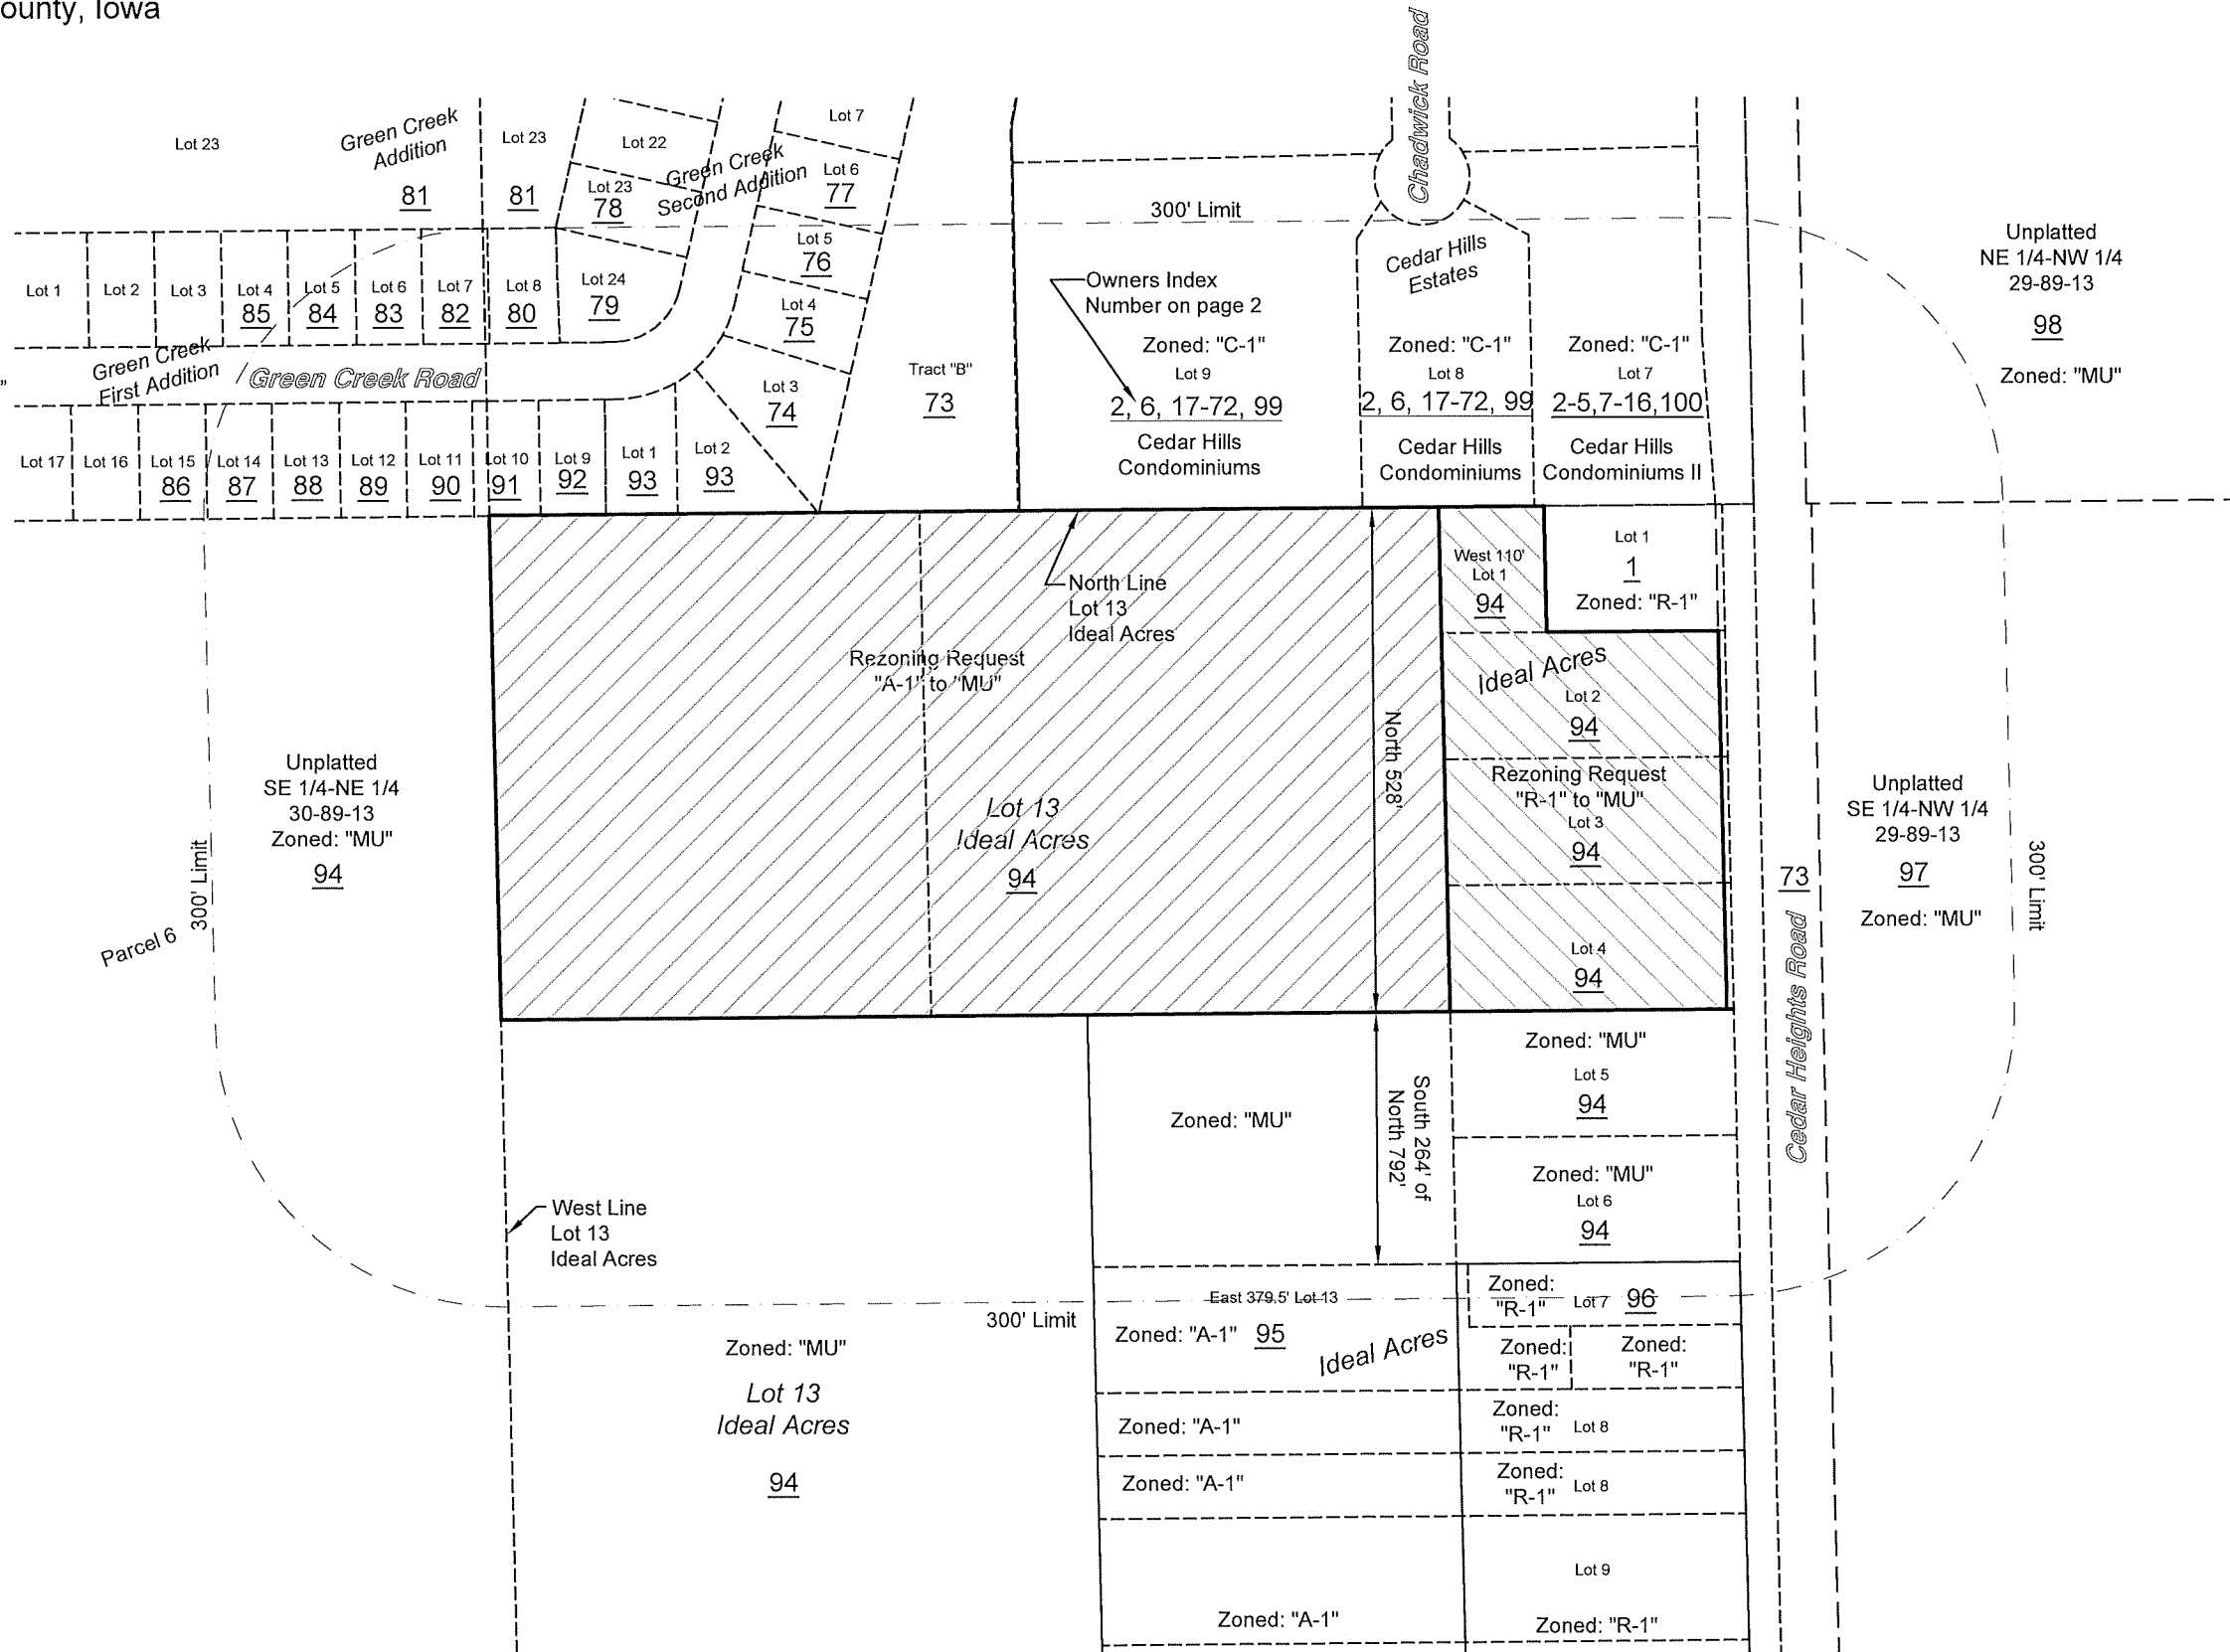 ounty, Iowa
Chadwick Road
Lot 23
Green Creek
Addition
81
Lot 23
81
Lot 22
Lot 23
78
Green Creek
Second Addition
Lot 7
Lot 6
77
Lot 5
76
Lot 4
75
Lot 3
74
Tract "B"
73
300' Limit
Owners Index
Number on page 2
Zoned: "C-1"
Lot 9
2, 6, 17-72, 99
Cedar Hills
Condominiums
Cedar Hills
Estates
Zoned: "C-1"
Lot 8
2, 6, 17-72, 99
Cedar Hills
Condominiums
Zoned: "C-1"
Lot 7
2-5,7-16,100
Cedar Hills
Condominiums II
Unplatted
NE 1/4-NW 1/4
29-89-13
98
Zoned: "MU"
Lot 1
Lot 2
Lot 3
Lot 4
85
Lot 5
84
Lot 6
83
Lot 7
82
Lot 8
80
Lot 24
79
"
Green Creek
First Addition
Green Creek Road
Lot 17
Lot 16
Lot 15
86
Lot 14
87
Lot 13
88
Lot 12
89
Lot 11
90
Lot 10
91
Lot 9
92
Lot 1
93
Lot 2
93
North Line
Lot 13
Ideal Acres
Rezoning Request
"A-1" to "MU"
Lot 13
Ideal Acres
94
North 528'
West 110'
Lot 1
94
Lot 1
1
Zoned: "R-1"
Ideal Acres
Lot 2
94
Rezoning Request
"R-1" to "MU"
Lot 3
94
Lot 4
94
Unplatted
SE 1/4-NE 1/4
30-89-13
Zoned: "MU"
94
300' Limit
Parcel 6
73
Cedar Heights Road
Unplatted
SE 1/4-NW 1/4
29-89-13
97
Zoned: "MU"
300' Limit
Zoned: "MU"
South 264' of
North 792'
Zoned: "MU"
Lot 5
94
Zoned: "MU"
Lot 6
94
West Line
Lot 13
Ideal Acres
300' Limit
East 379.5' Lot 13
Zoned: "A-1" 95
Ideal Acres
Zoned:
"R-1" Lot 7 96
Zoned:
"R-1"
Zoned:
"R-1"
Zoned: "MU"
Lot 13
Ideal Acres
94
Zoned: "A-1"
Zoned:
"R-1" Lot 8
Zoned: "A-1"
Zoned:
"R-1" Lot 8
Lot 9
Zoned: "A-1"
Zoned: "R-1"